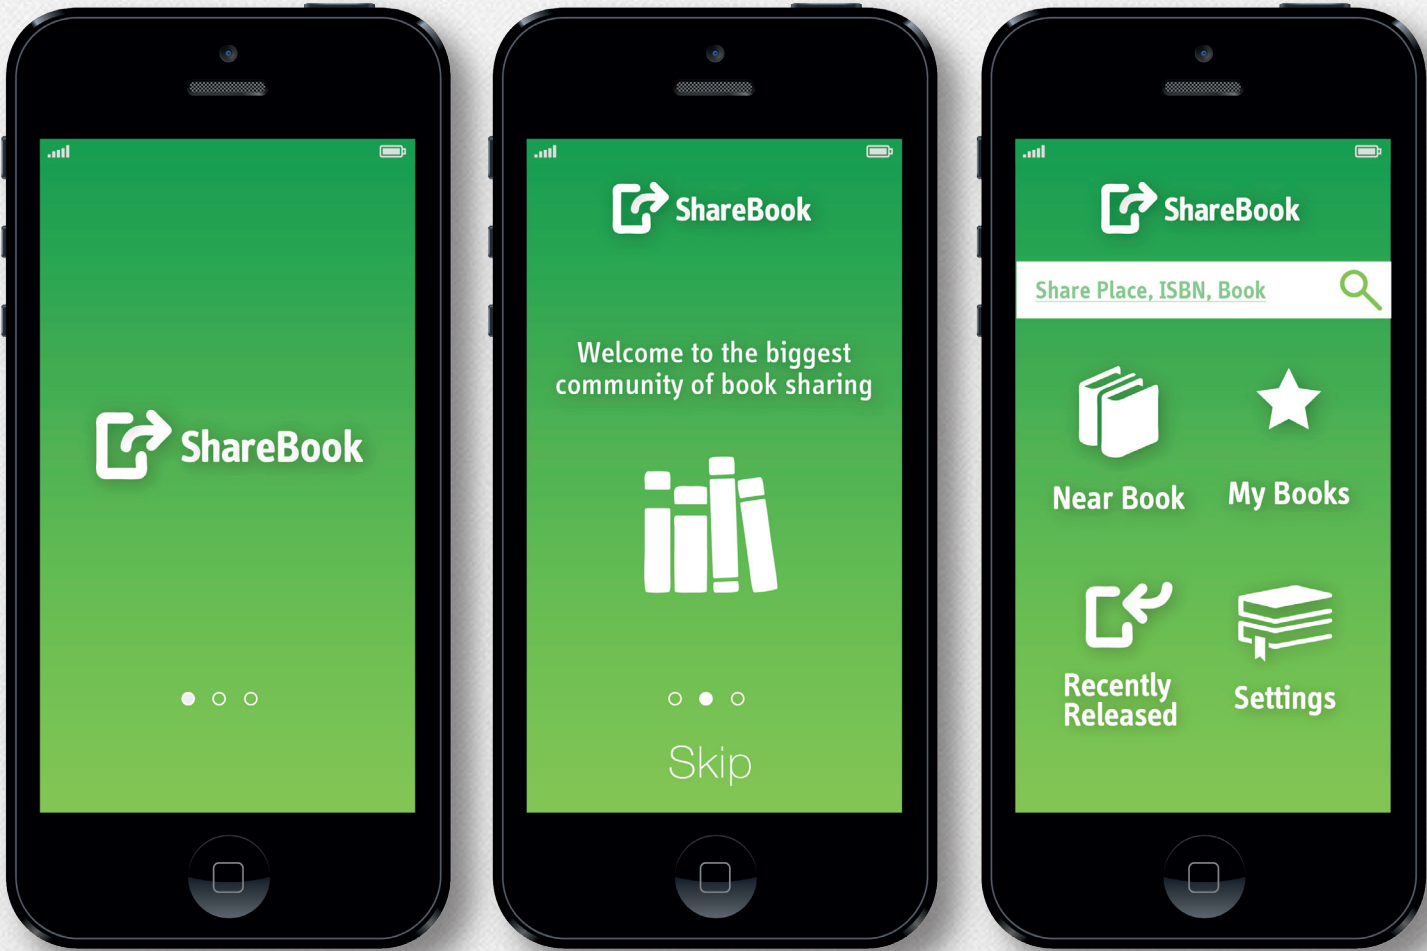 ShareBook
ShareBook
Welcome to the biggest
community of book sharing
Skip
ShareBook
Share Place, ISBN, Book
Near Book
My Books
Recently
Released
Settings